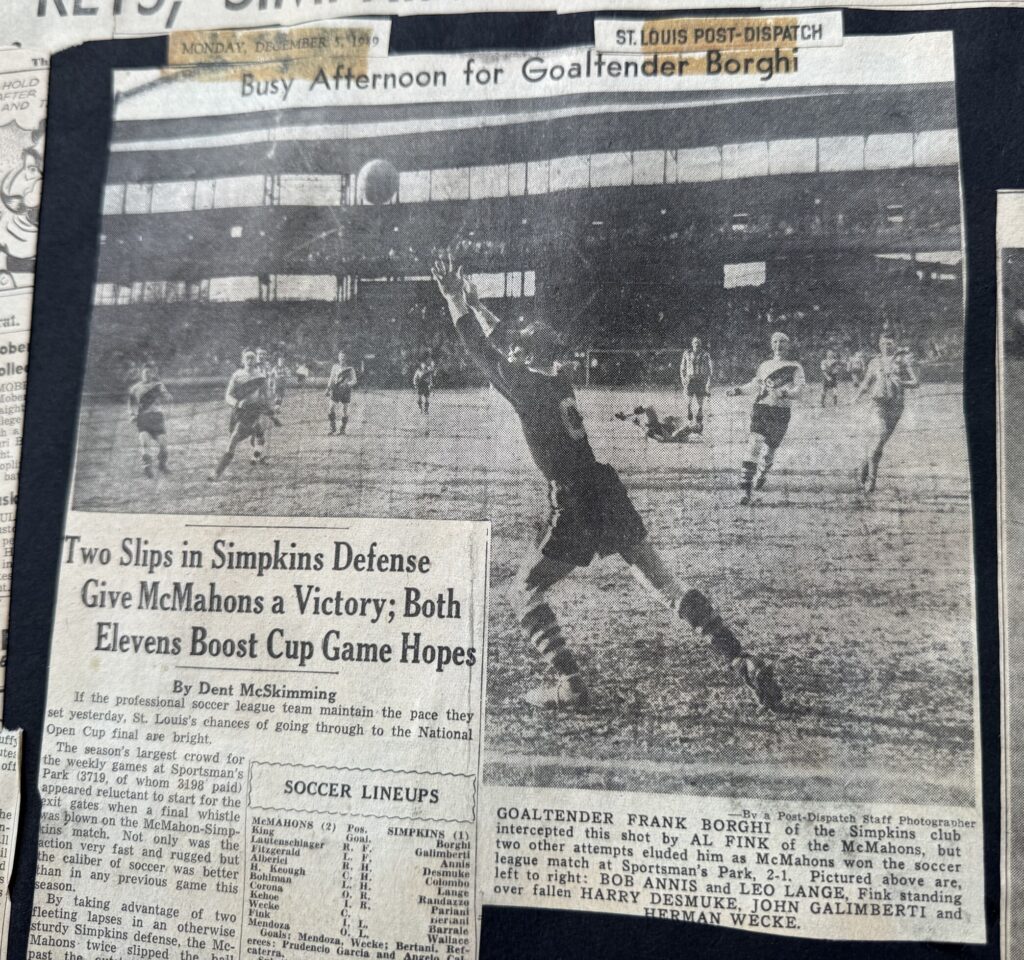 MONDAY, DECEMBER 5, 1949
ST. LOUIS POST-DISPATCH
Busy Afternoon for Goaltender Borghi
Two Slips in Simpkins Defense
Give McMahons a Victory; Both
Elevens Boost Cup Game Hopes
By Dent McSkimming
If the professional soccer league team maintain the pace they
set yesterday, St. Louis's chances of going through to the National
Open Cup final are bright.
The season's largest crowd for
the weekly games at Sportsman's
Park (3719, of whom 3198 paid)
appeared reluctant to start for the
exit gates when a final whistle
was blown on the McMahon-Simp-
kins match. Not only was the
action very fast and rugged but
the caliber of soccer was better
than in any previous game this
season.
By taking advantage of two
fleeting lapses in an otherwise
sturdy Simpkins defense, the Mc-
Mahons twice slipped the ball
past the
SOCCER LINEUPS
McMAHONS (2) Pos. SIMPKINS (1)
King Goal Borghi
Lautenschlager R. F. Galimberti
Fitzgerald L. F. Annis
Alberici R. H. Desmuke
H. Keough C. H. Colombo
Bohlman L. H. Lange
Corona O. R. Randazzo
Kehoe I. R. Pariani
Wecke C. Bertani
Fink I. L. Barrale
Mendoza O. L. Wallace
Goals: Mendoza, Wecke; Bertani. Ref-
erees: Prudencio Garcia and Angelo Cal-
caterra.
—By a Post-Dispatch Staff Photographer
GOALTENDER FRANK BORGHI of the Simpkins club
intercepted this shot by AL FINK of the McMahons, but
two other attempts eluded him as McMahons won the soccer
league match at Sportsman's Park, 2-1. Pictured above are,
left to right: BOB ANNIS and LEO LANGE, Fink standing
over fallen HARRY DESMUKE, JOHN GALIMBERTI and
HERMAN WECKE.